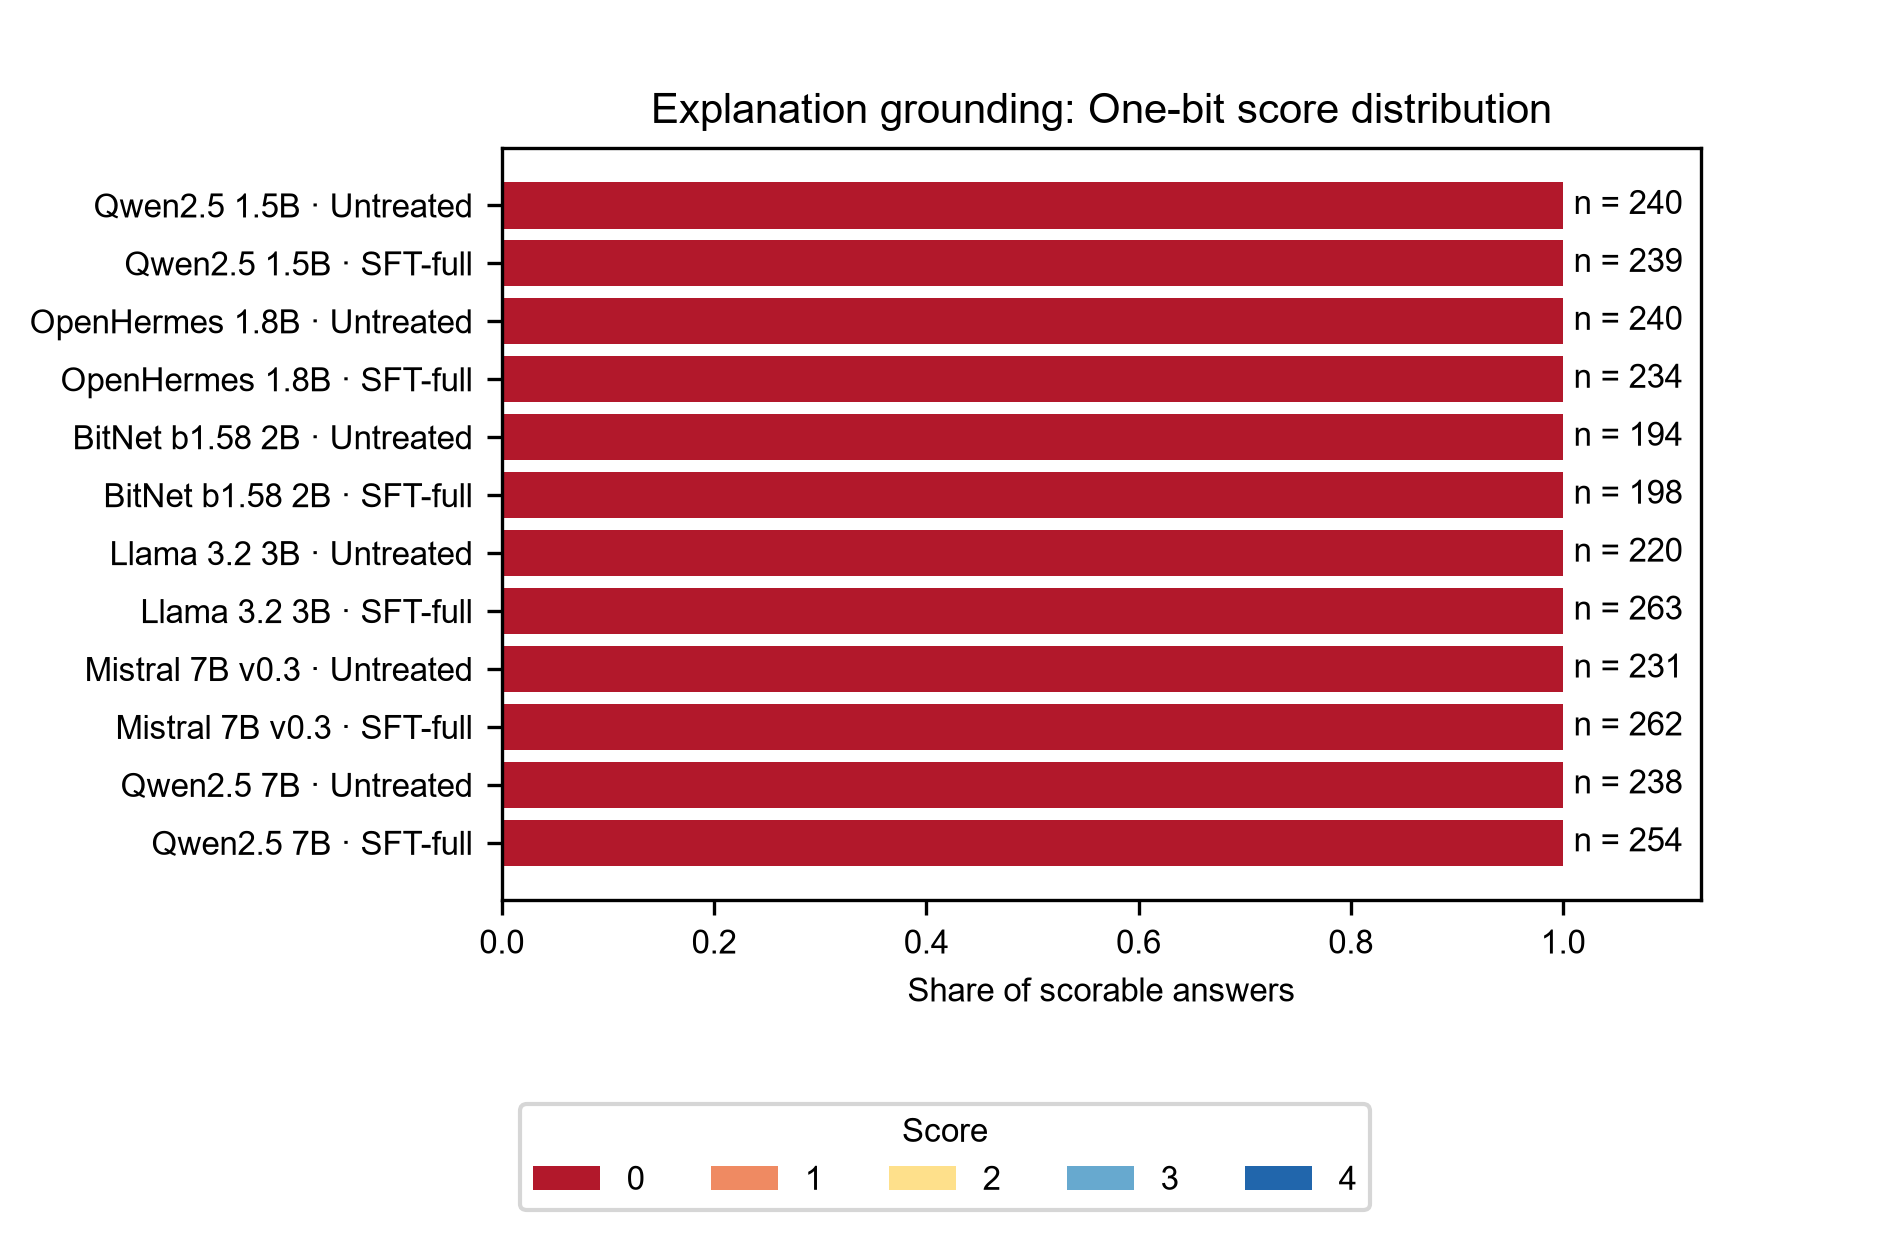 Explanation grounding: One-bit score distribution
Qwen2.5 1.5B · Untreated n = 240
Qwen2.5 1.5B · SFT-full n = 239
OpenHermes 1.8B · Untreated n = 240
OpenHermes 1.8B · SFT-full n = 234
BitNet b1.58 2B · Untreated n = 194
BitNet b1.58 2B · SFT-full n = 198
Llama 3.2 3B · Untreated n = 220
Llama 3.2 3B · SFT-full n = 263
Mistral 7B v0.3 · Untreated n = 231
Mistral 7B v0.3 · SFT-full n = 262
Qwen2.5 7B · Untreated n = 238
Qwen2.5 7B · SFT-full n = 254
0.0 0.2 0.4 0.6 0.8 1.0
Share of scorable answers
Score
0 1 2 3 4